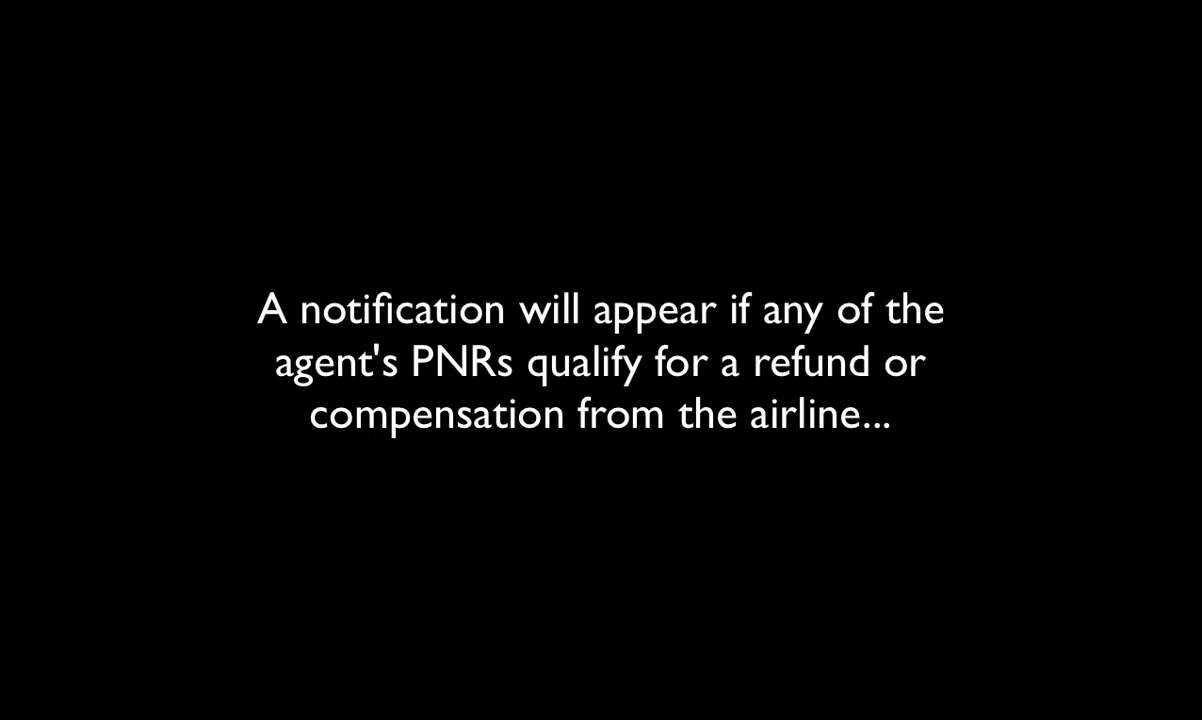 A notification will appear if any of the
agent's PNRs qualify for a refund or
compensation from the airline...